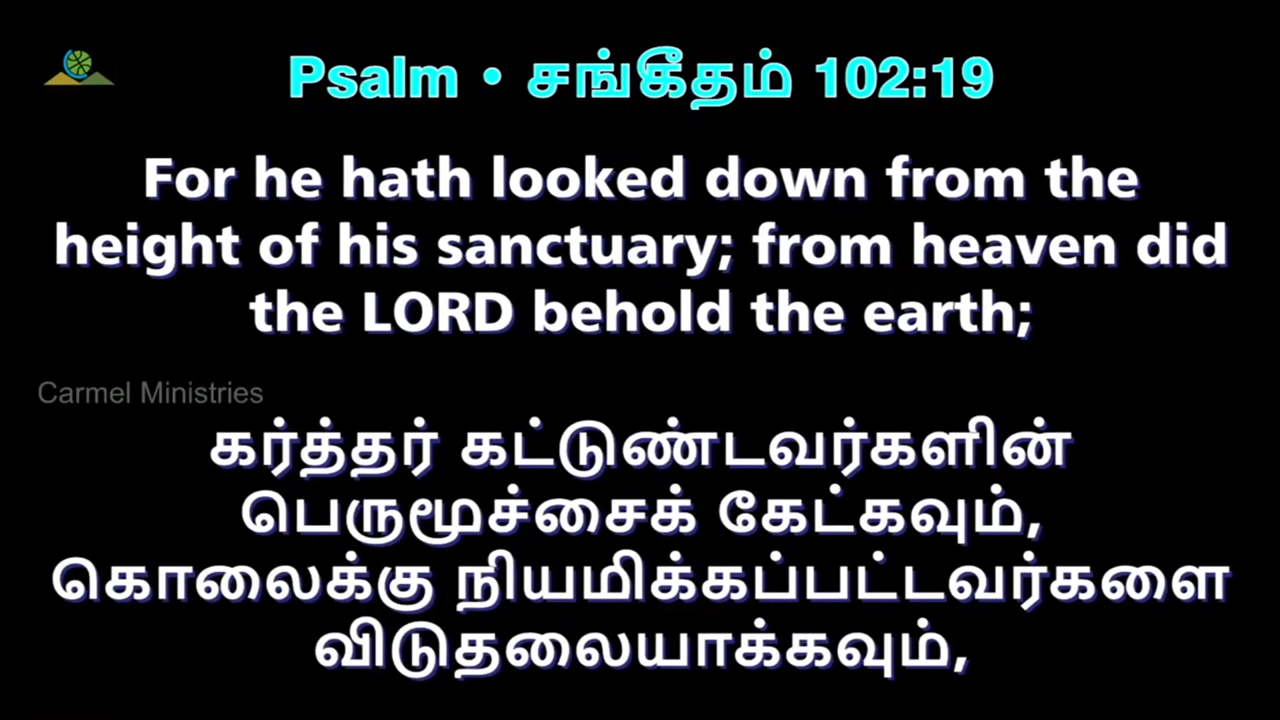 Psalm • சங்கீதம் 102:19
For he hath looked down from the
height of his sanctuary; from heaven did
the LORD behold the earth;
Carmel Ministries
கர்த்தர் கட்டுண்டவர்களின்
பெருமூச்சைக் கேட்கவும்,
கொலைக்கு நியமிக்கப்பட்டவர்களை
விடுதலையாக்கவும்,